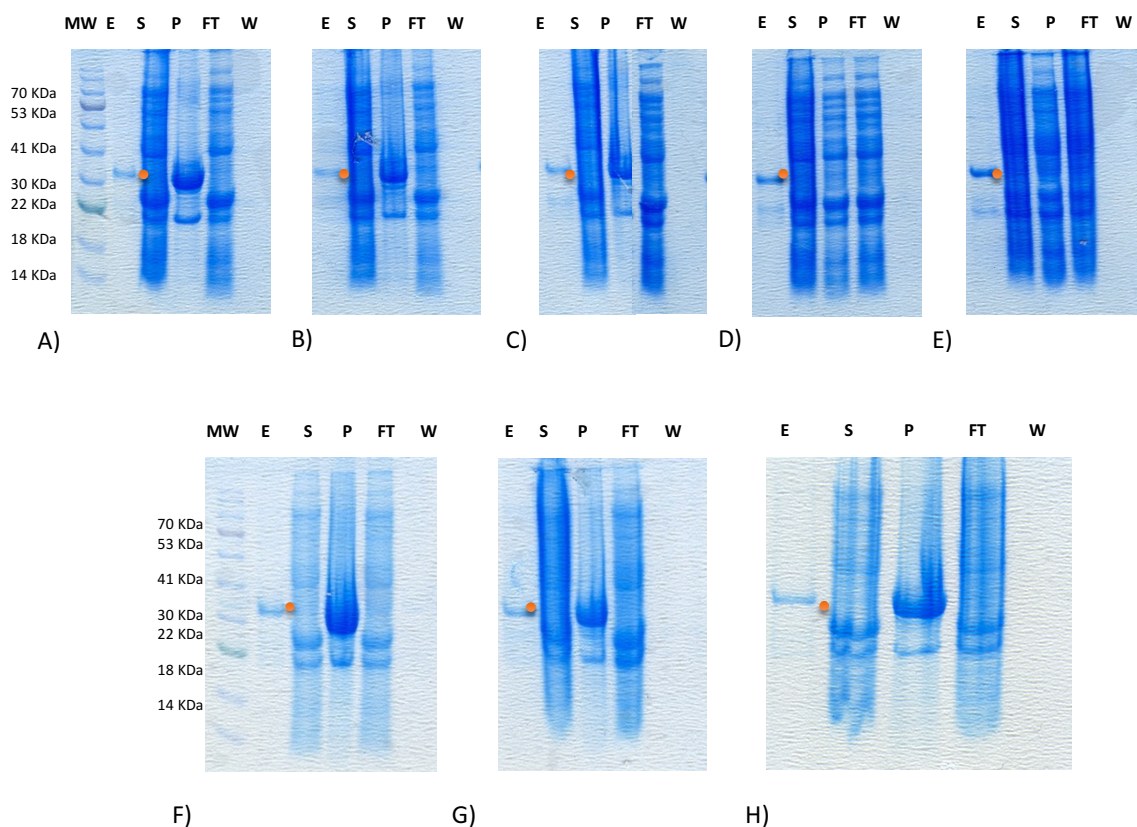 MW E S P FT W
E S P FT W
E S P FT W
E S P FT W
E S P FT W
70 KDa
53 KDa
41 KDa
30 KDa
22 KDa
18 KDa
14 KDa
A)
B)
C)
D)
E)
MW E S P FT W
E S P FT W
E S P FT W
70 KDa
53 KDa
41 KDa
30 KDa
22 KDa
18 KDa
14 KDa
F)
G)
H)